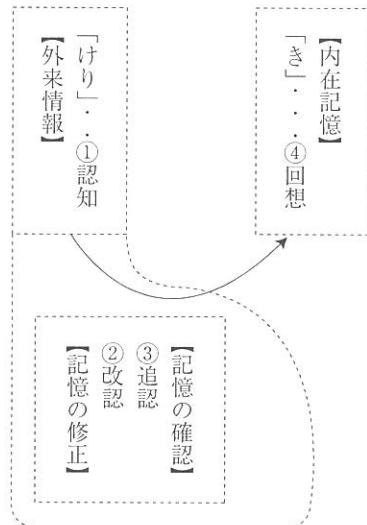 【内在記憶】
「き」・・・④回想
「けり」・・①認知
【外来情報】
【記憶の確認】
③追認
②改認
【記憶の修正】